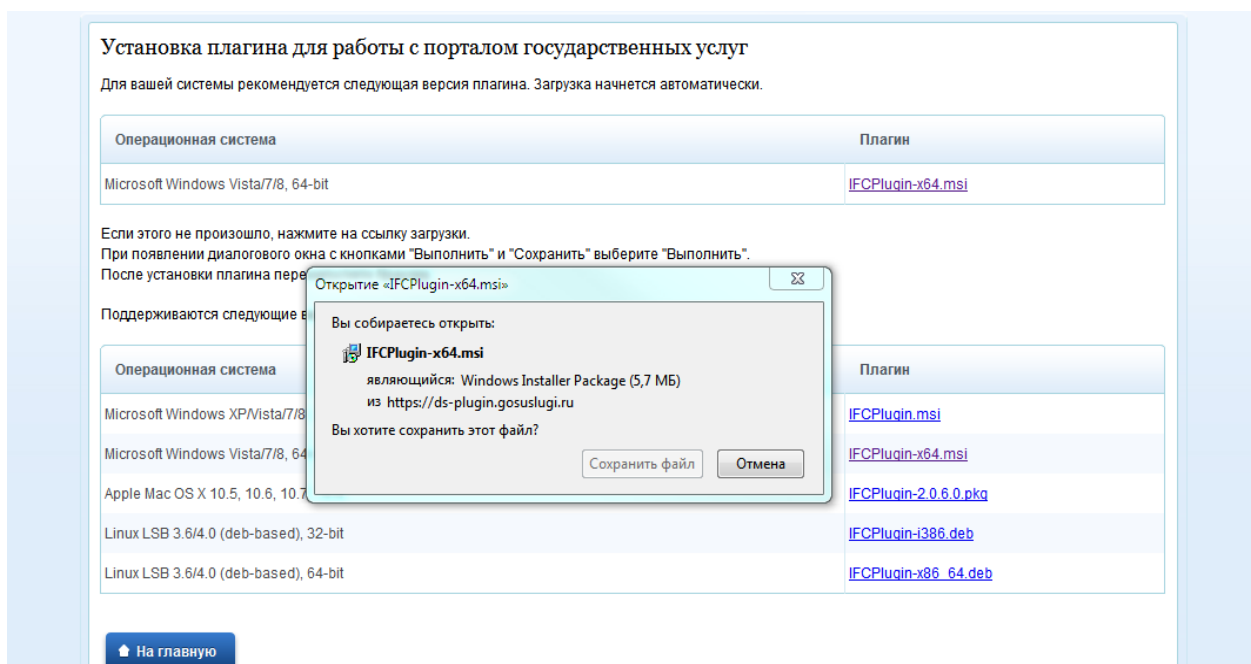 Установка плагина для работы с порталом государственных услуг
Для вашей системы рекомендуется следующая версия плагина. Загрузка начнется автоматически.
Операционная система Плагин
Microsoft Windows Vista/7/8, 64-bit IFCPlugin-x64.msi
Если этого не произошло, нажмите на ссылку загрузки.
При появлении диалогового окна с кнопками "Выполнить" и "Сохранить" выберите "Выполнить".
После установки плагина
Поддерживаются следующие
Открытие «IFCPlugin-x64.msi»
Вы собираетесь открыть:
IFCPlugin-x64.msi
являющийся: Windows Installer Package (5,7 МБ)
из https://ds-plugin.gosuslugi.ru
Вы хотите сохранить этот файл?
Сохранить файл Отмена
Операционная система Плагин
Microsoft Windows XP/Vista/7/8 IFCPlugin.msi
Microsoft Windows Vista/7/8, 64 IFCPlugin-x64.msi
Apple Mac OS X 10.5, 10.6, 10.7 IFCPlugin-2.0.6.0.pkg
Linux LSB 3.6/4.0 (deb-based), 32-bit IFCPlugin-i386.deb
Linux LSB 3.6/4.0 (deb-based), 64-bit IFCPlugin-x86_64.deb
На главную